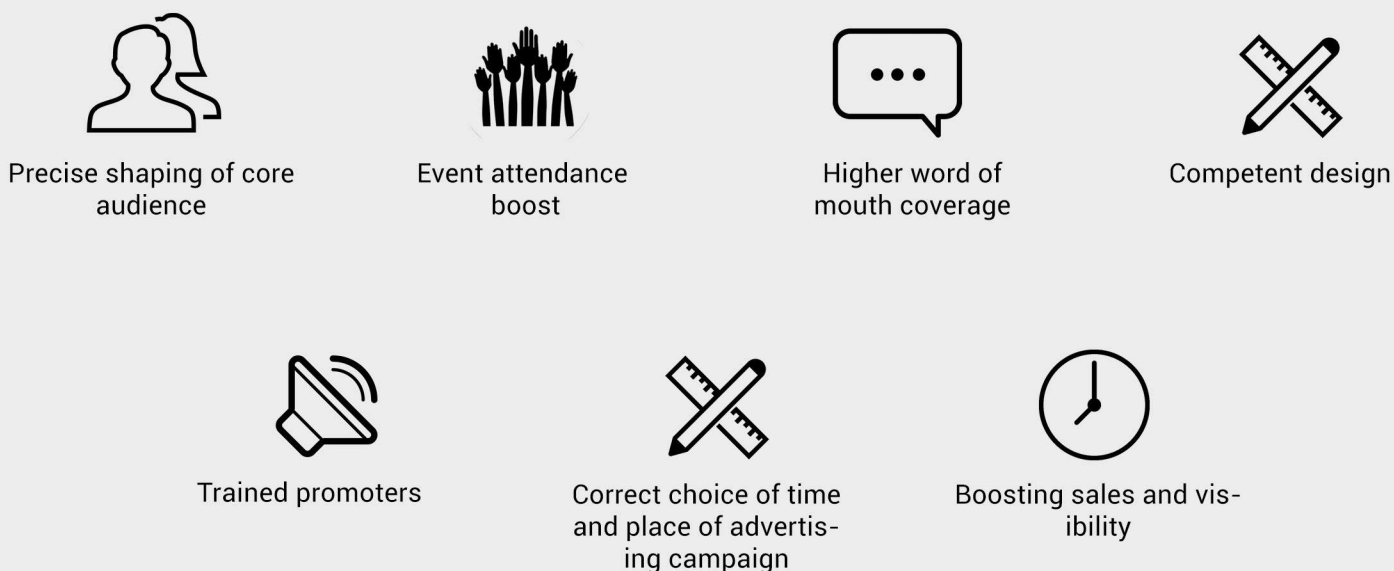 Precise shaping of core
audience
Event attendance
boost
Higher word of
mouth coverage
Competent design
Trained promoters
Correct choice of time
and place of advertis-
ing campaign
Boosting sales and vis-
ibility